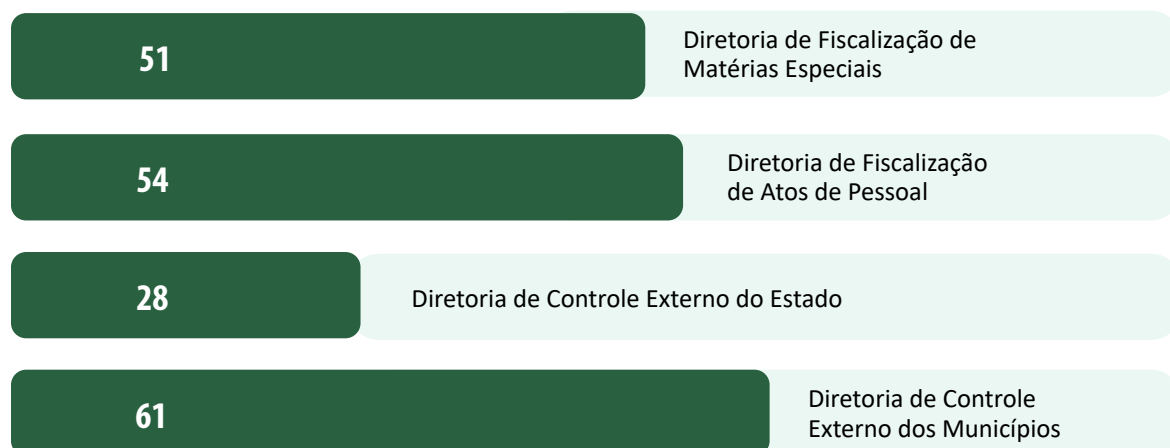 51
Diretoria de Fiscalização de
Matérias Especiais
54
Diretoria de Fiscalização
de Atos de Pessoal
28
Diretoria de Controle Externo do Estado
61
Diretoria de Controle
Externo dos Municípios